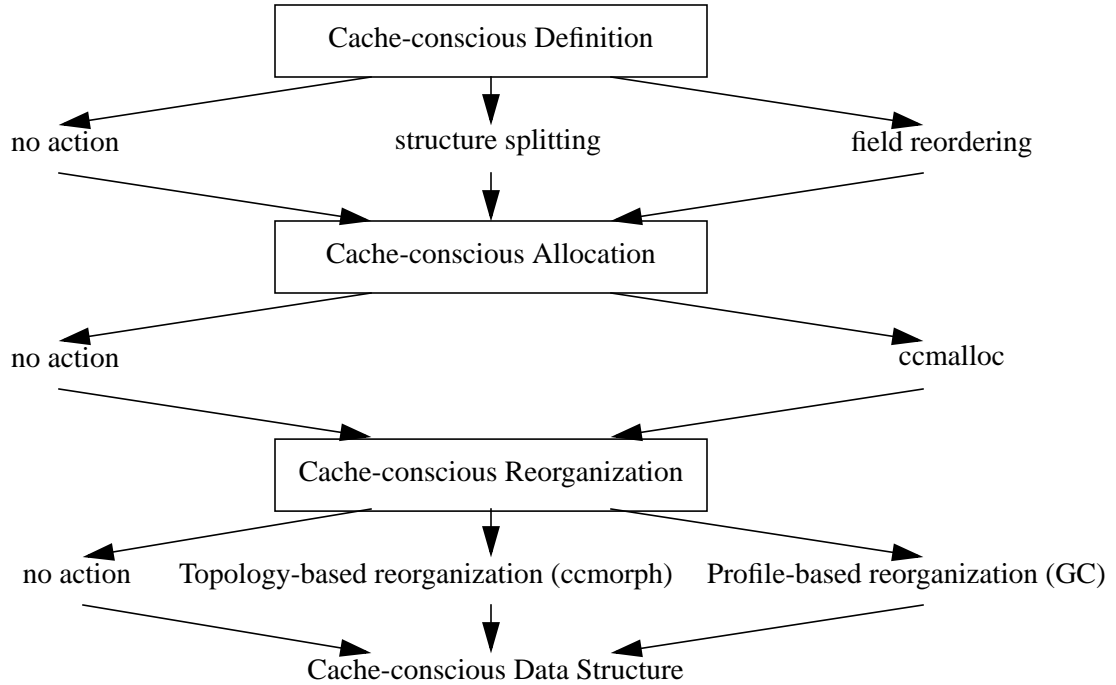 Cache-conscious Definition
no action
structure splitting
field reordering
Cache-conscious Allocation
no action
ccmalloc
Cache-conscious Reorganization
no action
Topology-based reorganization (ccmorph)
Profile-based reorganization (GC)
Cache-conscious Data Structure